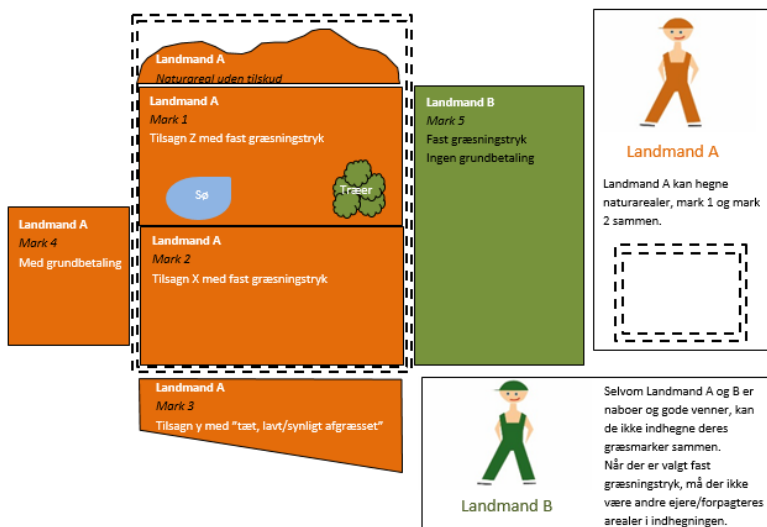 Landmand A
Naturareal uden tilskud
Landmand A
Mark 1
Tilsagn Z med fast græsningstryk
Sø
Træer
Landmand B
Mark 5
Fast græsningstryk
Ingen grundbetaling
Landmand A
Landmand A kan hegne
naturarealer, mark 1 og mark
2 sammen.
Landmand A
Mark 4
Med grundbetaling
Landmand A
Mark 2
Tilsagn X med fast græsningstryk
Landmand A
Mark 3
Tilsagn y med "tæt, lavt/synligt afgræsset”
Landmand B
Selvom Landmand A og B er
naboer og gode venner, kan
de ikke indhegne deres
græsmarker sammen.
Når der er valgt fast
græsningstryk, må der ikke
være andre ejere/forpagteres
arealer i indhegningen.